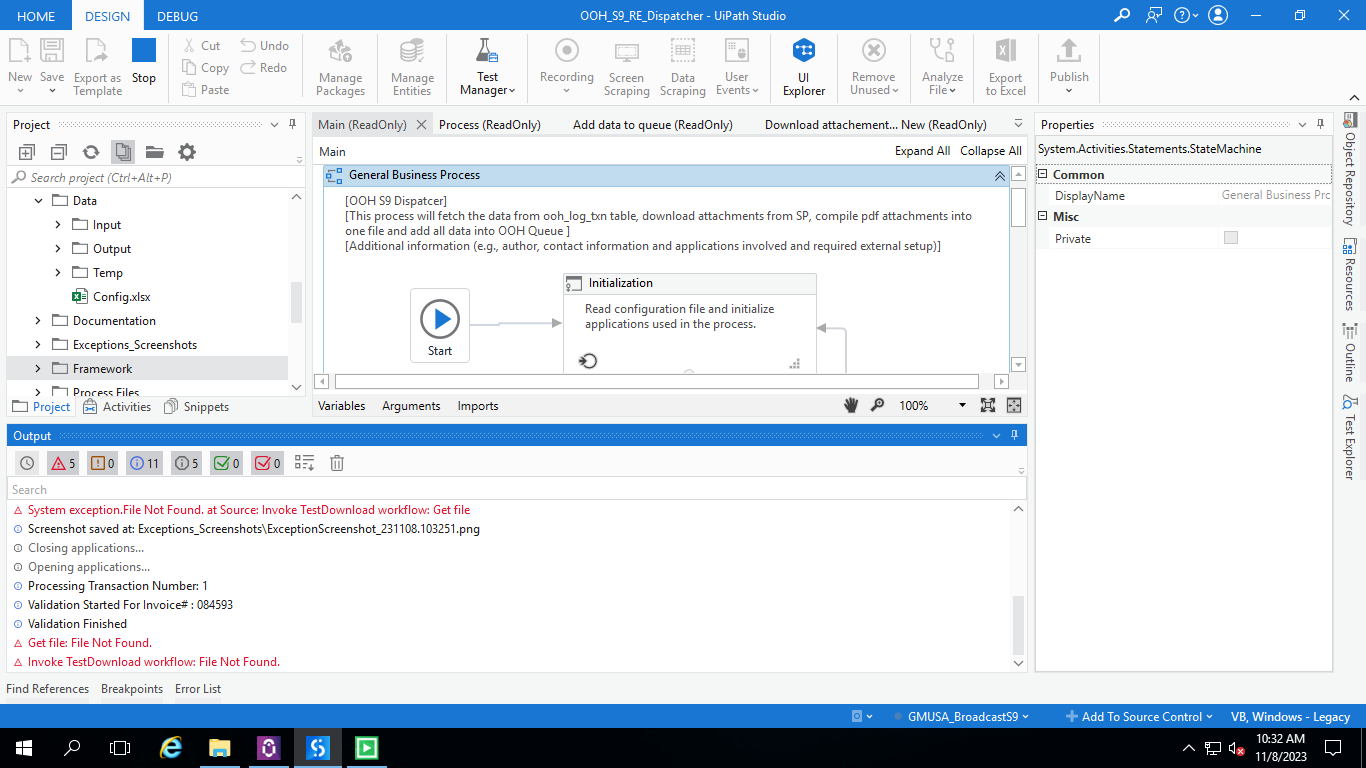 HOME DESIGN DEBUG OOH_S9_RE_Dispatcher - UiPath Studio
New Save Export as Template Stop Cut Copy Paste Undo Redo Manage Packages Manage Entities Test Manager Recording Screen Scraping Data Scraping User Events UI Explorer Remove Unused Analyze File Export to Excel Publish
Project
Search project (Ctrl+Alt+P)
Data
Input
Output
Temp
Config.xlsx
Documentation
Exceptions_Screenshots
Framework
Process Files
Project Activities Snippets
Main (ReadOnly) Process (ReadOnly) Add data to queue (ReadOnly) Download attachement... New (ReadOnly)
Main Expand All Collapse All
General Business Process
[OOH S9 Dispatcer]
[This process will fetch the data from ooh_log_txn table, download attachments from SP, compile pdf attachments into
one file and add all data into OOH Queue ]
[Additional information (e.g., author, contact information and applications involved and required external setup)]
Initialization
Read configuration file and initialize
applications used in the process.
Start
Variables Arguments Imports 100%
Properties
System.Activities.Statements.StateMachine
Common
DisplayName General Business Prc
Misc
Private
Object Repository
Resources
Outline
Test Explorer
Output
5 0 11 5 0 0
Search
System exception.File Not Found. at Source: Invoke TestDownload workflow: Get file
Screenshot saved at: Exceptions_Screenshots\ExceptionScreenshot_231108.103251.png
Closing applications...
Opening applications...
Processing Transaction Number: 1
Validation Started For Invoice# : 084593
Validation Finished
Get file: File Not Found.
Invoke TestDownload workflow: File Not Found.
Find References Breakpoints Error List
GMUSA_BroadcastS9 Add To Source Control VB, Windows - Legacy
10:32 AM
11/8/2023